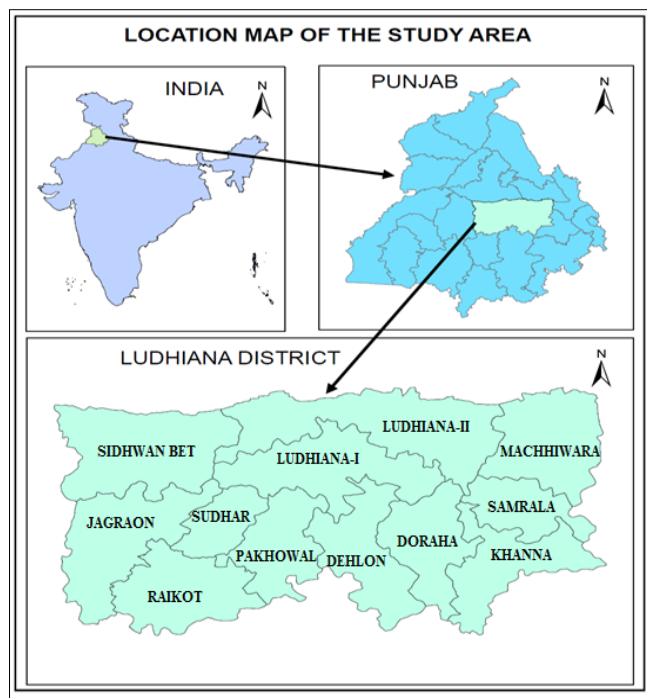 LOCATION MAP OF THE STUDY AREA
INDIA
N
PUNJAB
N
LUDHIANA DISTRICT
N
LUDHIANA-II
SIDHWAN BET
MACHHIWARA
LUDHIANA-I
SAMRALA
JAGRAON
SUDHAR
DORAHA
PAKHOWAL
DEHLON
KHANNA
RAIKOT